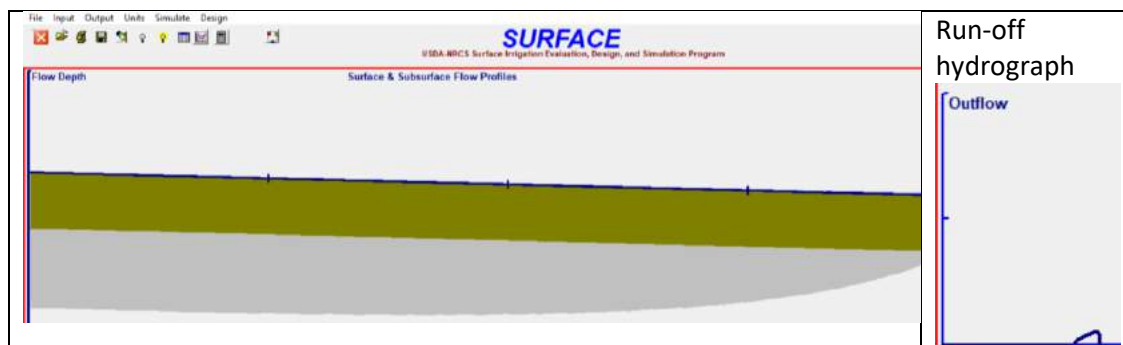 File Input Output Units Simulate Design
SURFACE
USDA-NRCS Surface Irrigation Evaluation, Design, and Simulation Program
Flow Depth
Surface & Subsurface Flow Profiles
Run-off
hydrograph
Outflow